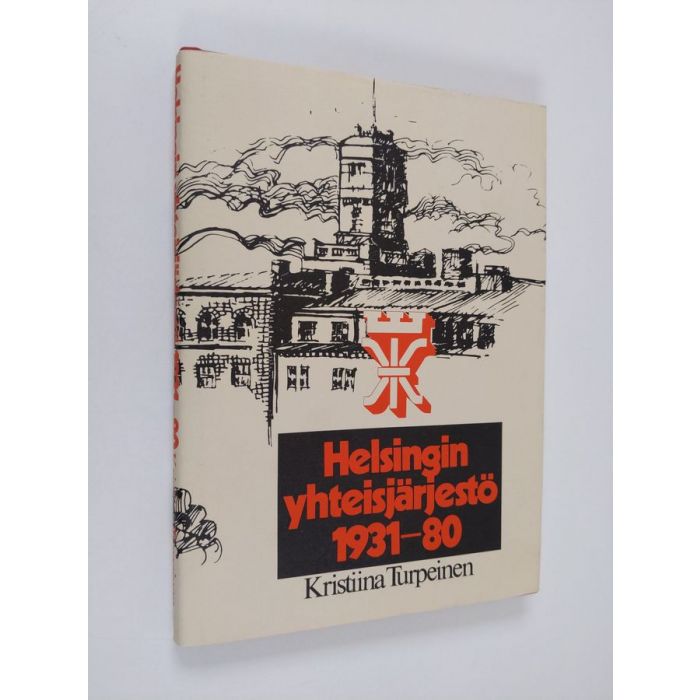 Helsingin
yhteisjärjestö
1931–80
Kristiina Turpeinen